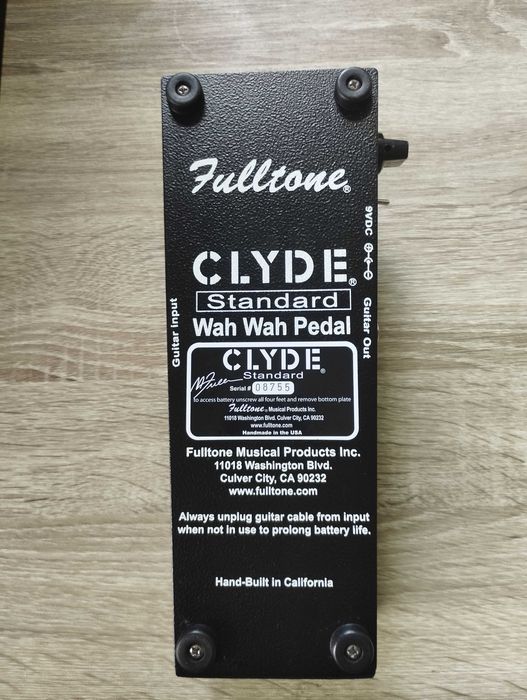 Fulltone®
CLYDE®
Standard
Wah Wah Pedal
Guitar Input
9VDC
Guitar Out
CLYDE®
Standard
Serial # 08755
To access battery unscrew all four feet and remove bottom plate
Fulltone® Musical Products Inc.
11018 Washington Blvd. Culver City, CA 90232
www.fulltone.com
Handmade in the USA
Fulltone Musical Products Inc.
11018 Washington Blvd.
Culver City, CA 90232
www.fulltone.com
Always unplug guitar cable from input
when not in use to prolong battery life.
Hand-Built in California